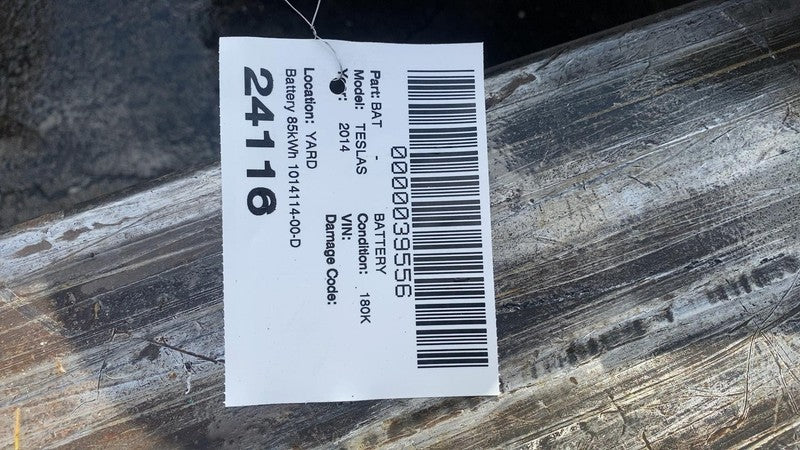 0000039556
Part: BAT - BATTERY
Model: TESLAS Condition: 180K
Year: 2014 VIN:
Damage Code:
Location: YARD
Battery 85kWh 1014114-00-D
24116